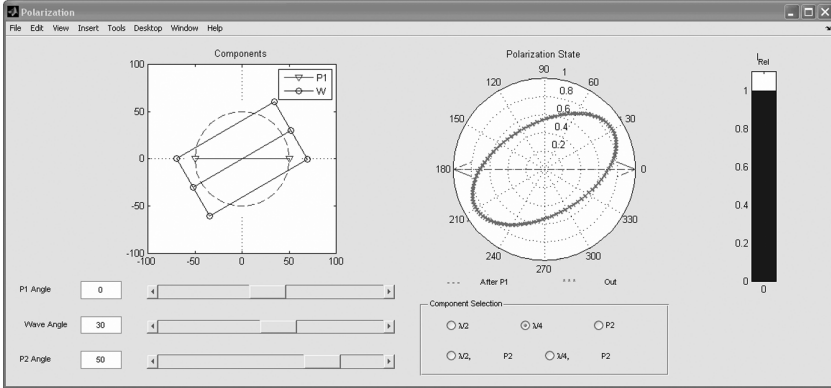 Polarization
File Edit View Insert Tools Desktop Window Help
Components
100
50
0
-50
-100
-100 -50 0 50 100
P1
W
Polarization State
90
120 60
150 30
180 0
210 330
240 300
270
1
0.8
0.6
0.4
0.2
After P1 Out
I
Rel
1
0.8
0.6
0.4
0.2
0
0
P1 Angle 0
Wave Angle 30
P2 Angle 50
Component Selection
λ/2 λ/4 P2
λ/2, P2 λ/4, P2